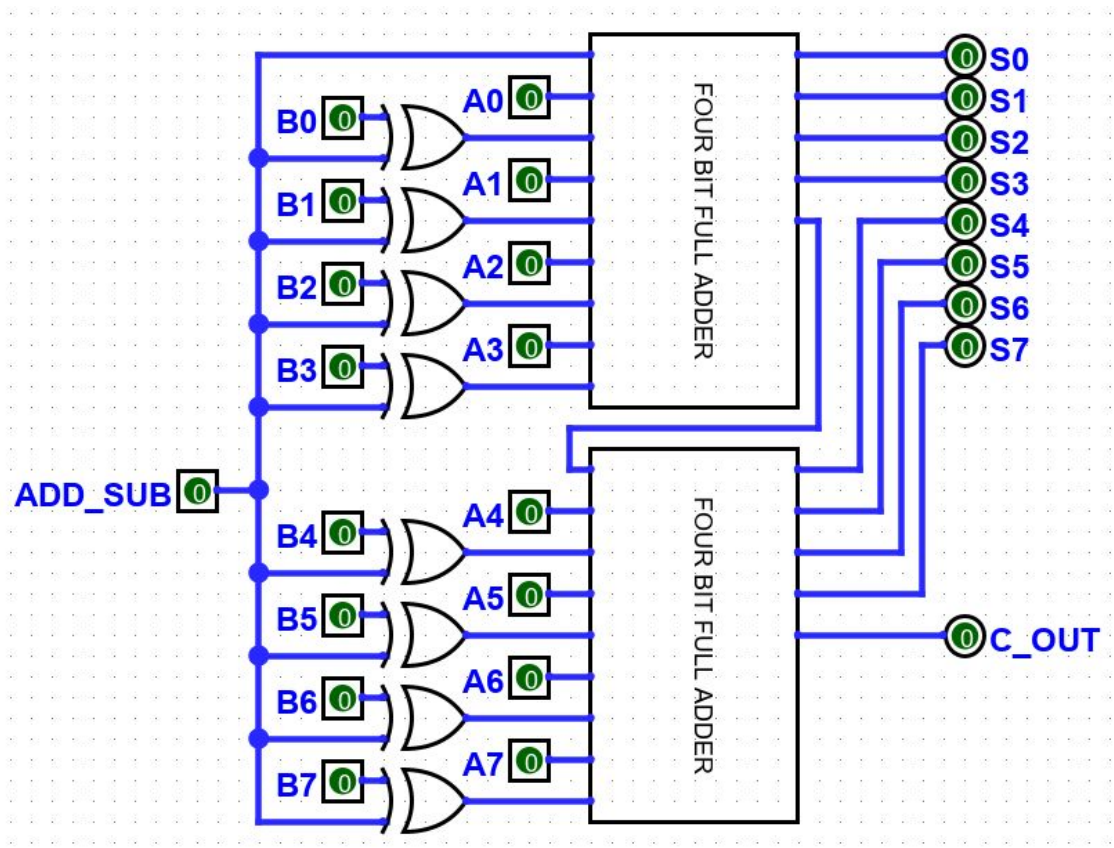 S0
A0 0
S1
B0 0
S2
A1 0
S3
B1 0
S4
A2 0
S5
B2 0
S6
A3 0
S7
B3 0
0
0
0
0
0
0
0
0
FOUR BIT FULL ADDER
ADD_SUB 0
A4 0
B4 0
A5 0
B5 0
0 C_OUT
A6 0
B6 0
A7 0
B7 0
FOUR BIT FULL ADDER